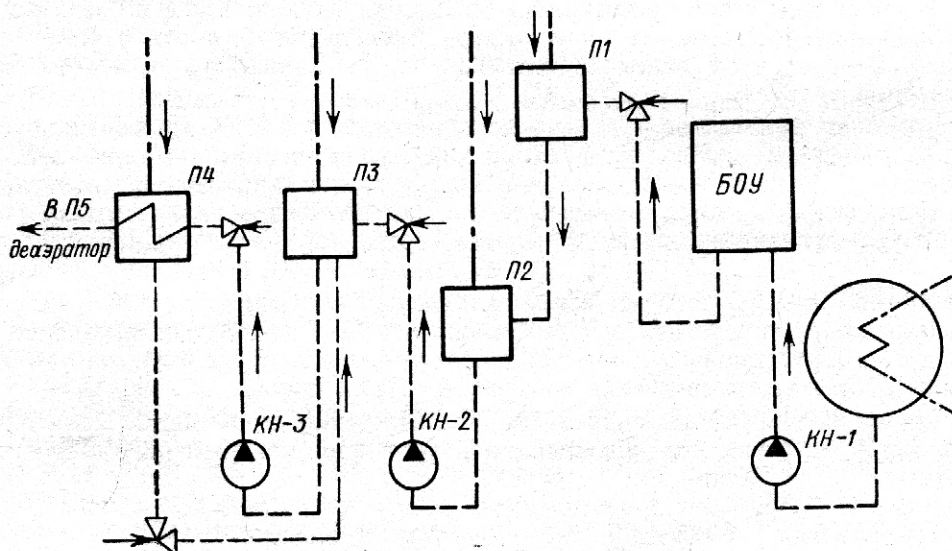 П1
П4
П3
БОУ
В П5
деаэратор
П2
КН-3
КН-2
КН-1